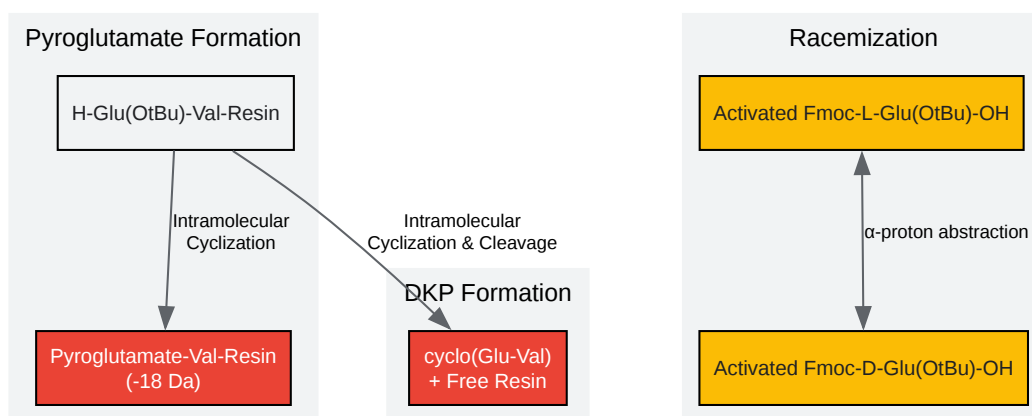 Pyroglutamate Formation
H-Glu(OtBu)-Val-Resin
Intramolecular
Cyclization
Pyroglutamate-Val-Resin
(-18 Da)
Intramolecular
Cyclization & Cleavage
DKP Formation
cyclo(Glu-Val)
+ Free Resin
Racemization
Activated Fmoc-L-Glu(OtBu)-OH
α-proton abstraction
Activated Fmoc-D-Glu(OtBu)-OH